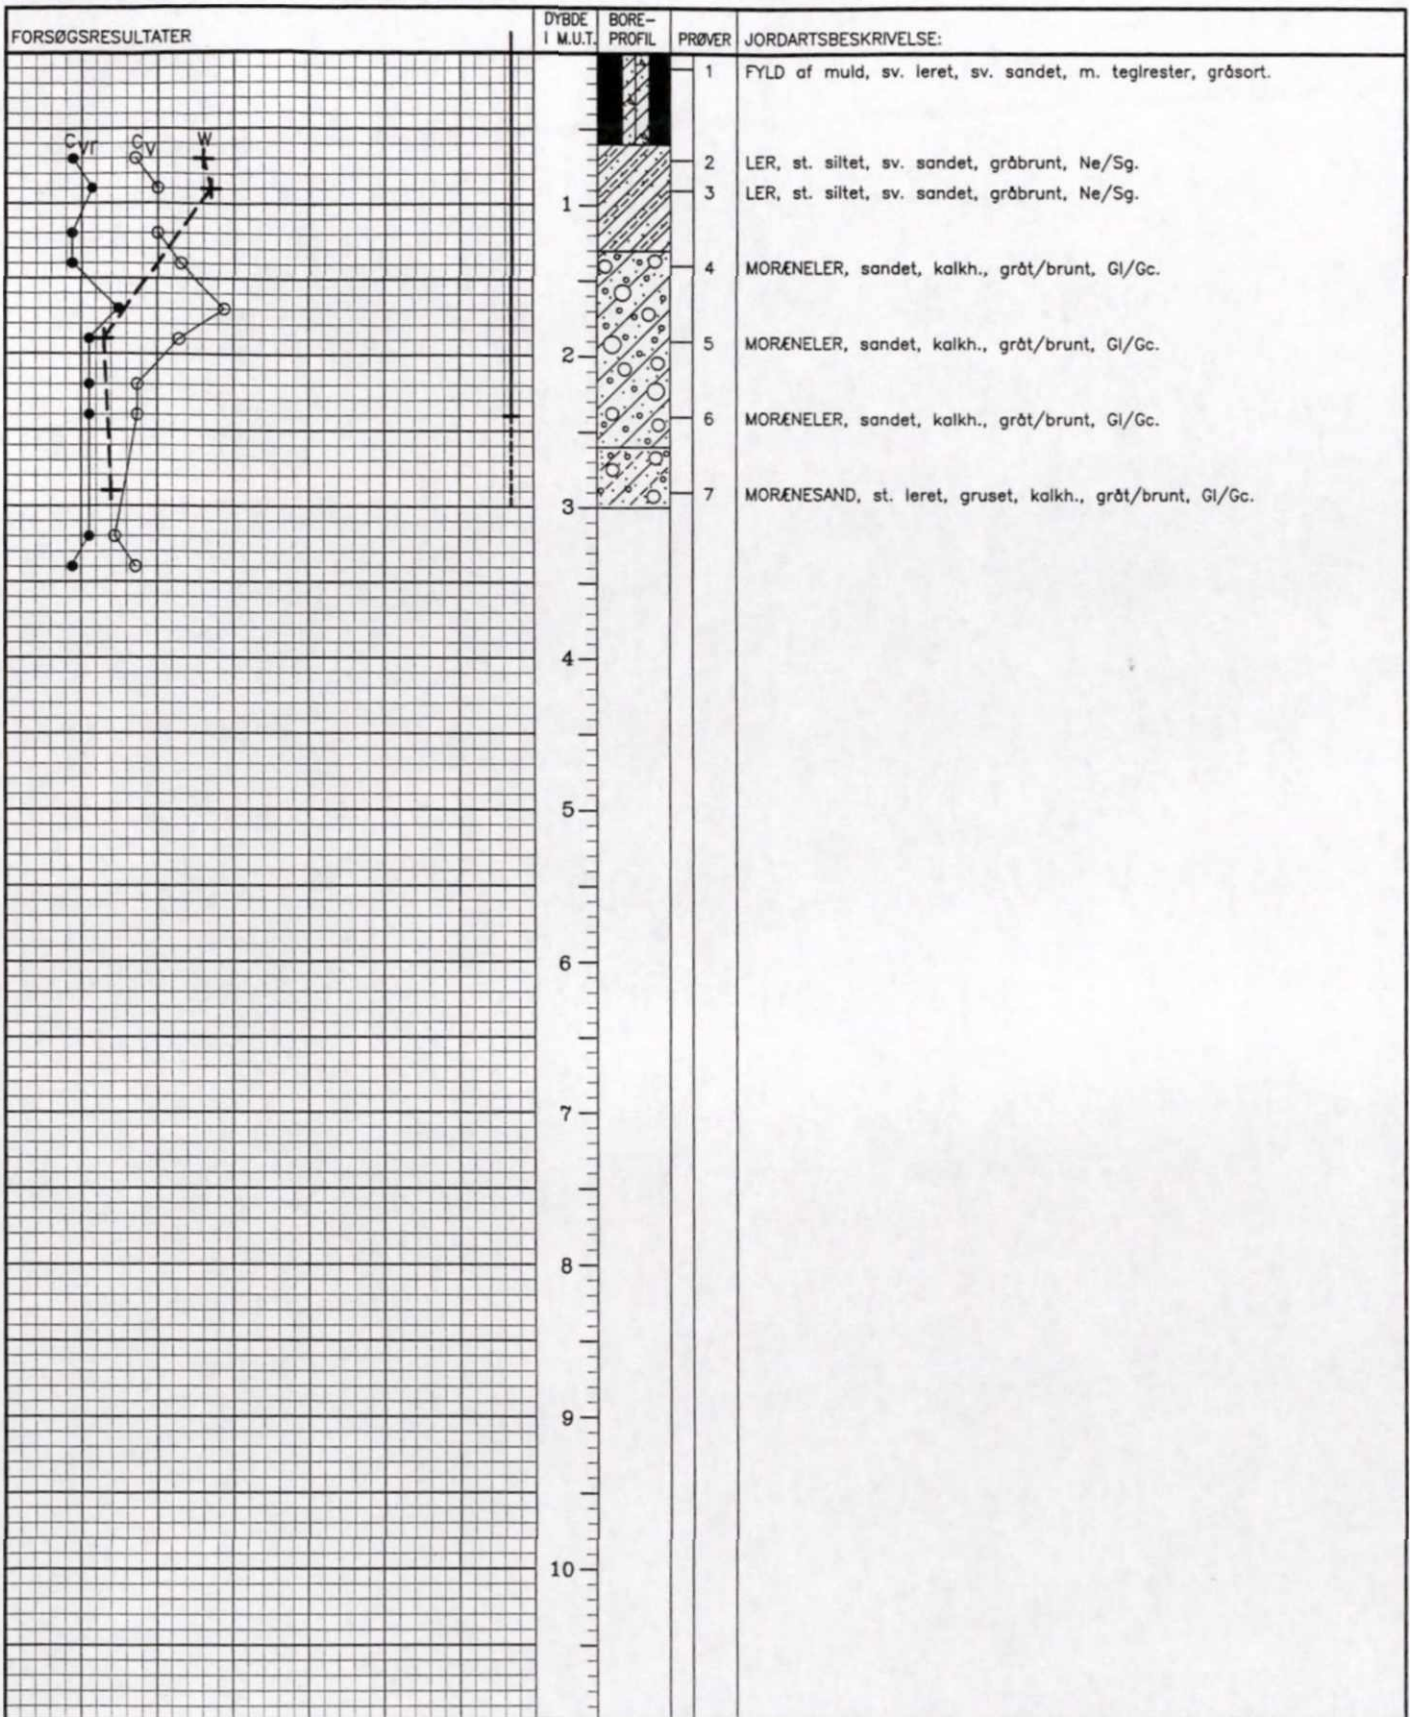 FORSØGSRESULTATER
DYBDE I M.U.T.
BORE-PROFIL
PRØVER
JORDARTSBESKRIVELSE:
1 FYLD af muld, sv. leret, sv. sandet, m. teglrester, gråsort.
Cvr Cv W
2 LER, st. siltet, sv. sandet, gråbrunt, Ne/Sg.
3 LER, st. siltet, sv. sandet, gråbrunt, Ne/Sg.
1
4 MORÆNELER, sandet, kalkh., gråt/brunt, Gl/Gc.
5 MORÆNELER, sandet, kalkh., gråt/brunt, Gl/Gc.
2
6 MORÆNELER, sandet, kalkh., gråt/brunt, Gl/Gc.
7 MORÆNESAND, st. leret, gruset, kalkh., gråt/brunt, Gl/Gc.
3
4
5
6
7
8
9
10